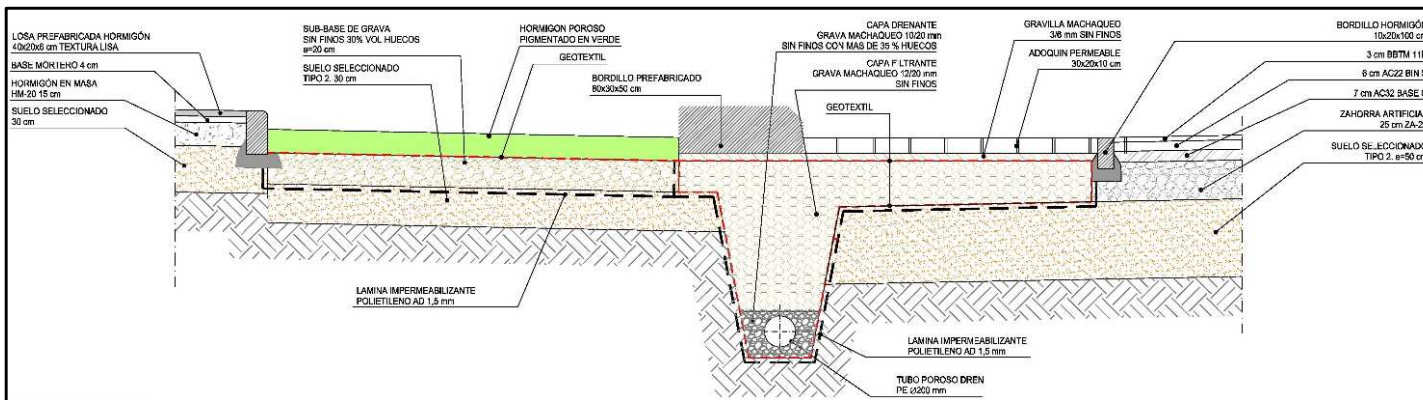 LOSA PREFABRICADA HORMIGÓN
40x20x6 cm TEXTURA LISA
BASE MORTERO 4 cm
HORMIGÓN EN MASA
HM-20 15 cm
SUELO SELECCIONADO
30 cm
SUB-BASE DE GRAVA
SIN FINOS 30% VOL HUECOS
e=20 cm
SUELO SELECCIONADO
TIPO 2. 30 cm
HORMIGON POROSO
PIGMENTADO EN VERDE
GEOTEXTIL
BORDILLO PREFABRICADO
80x30x50 cm
CAPA DRENANTE
GRAVA MACHAQUEO 10/20 mm
SIN FINOS CON MAS DE 35 % HUECOS
CAPA FILTRANTE
GRAVA MACHAQUEO 12/20 mm
SIN FINOS
GEOTEXTIL
GRAVILLA MACHAQUEO
3/6 mm SIN FINOS
ADOQUIN PERMEABLE
30x20x10 cm
BORDILLO HORMIGÓN
10x20x100 cm
3 cm BBTM 11
6 cm AC22 BIN
7 cm AC32 BASE
ZAHORRA ARTIFICIA
25 cm ZA-2
SUELO SELECCIONADO
TIPO 2. e=50 c
LAMINA IMPERMEABILIZANTE
POLIETILENO AD 1,5 mm
LAMINA IMPERMEABILIZANTE
POLIETILENO AD 1,5 mm
TUBO POROSO DREN
PE Ø200 mm